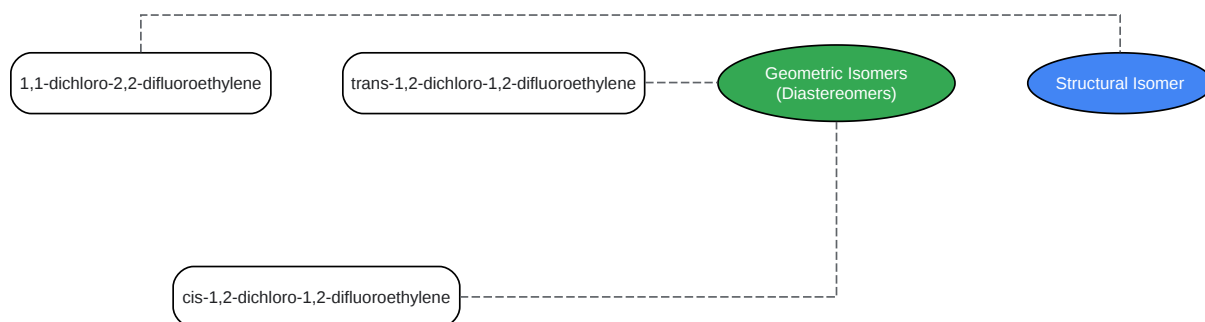 1,1-dichloro-2,2-difluoroethylene
trans-1,2-dichloro-1,2-difluoroethylene
Geometric Isomers
(Diastereomers)
Structural Isomer
cis-1,2-dichloro-1,2-difluoroethylene